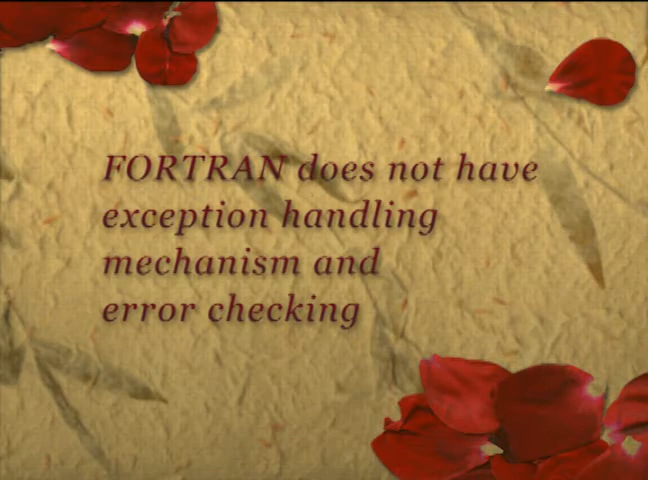 FORTRAN does not have
exception handling
mechanism and
error checking